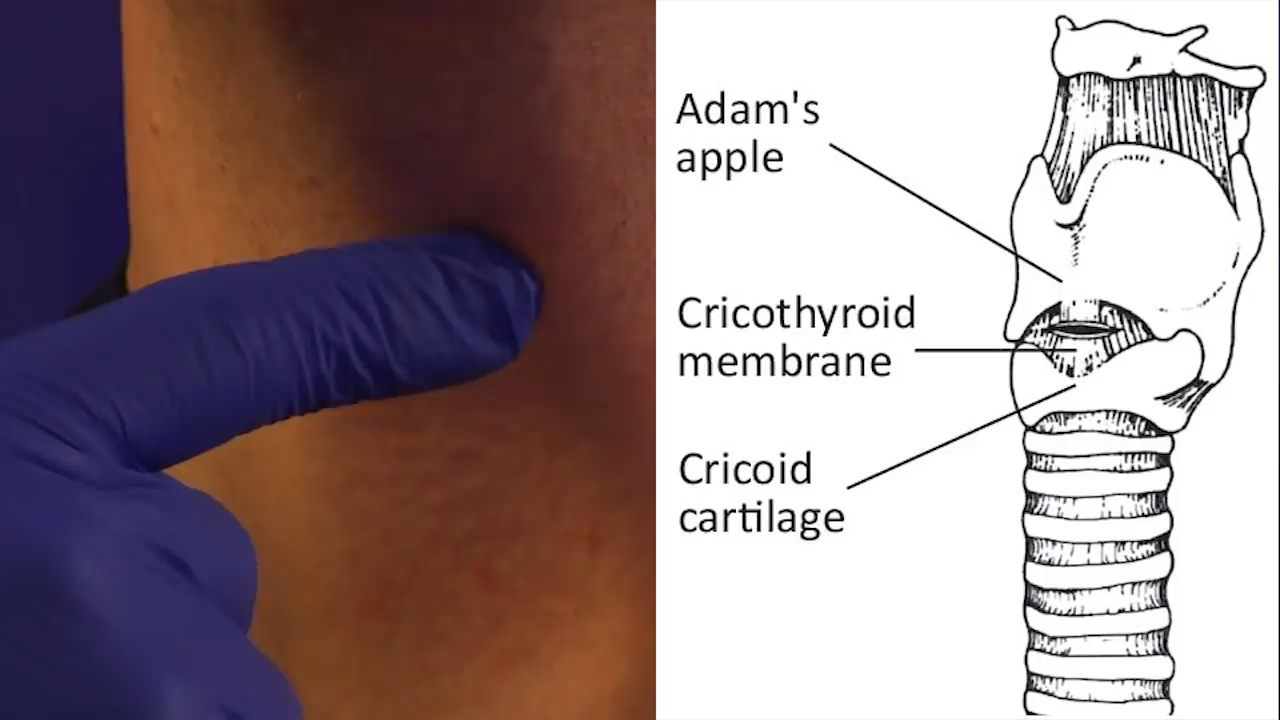 Adam's
apple
Cricothyroid
membrane
Cricoid
cartilage